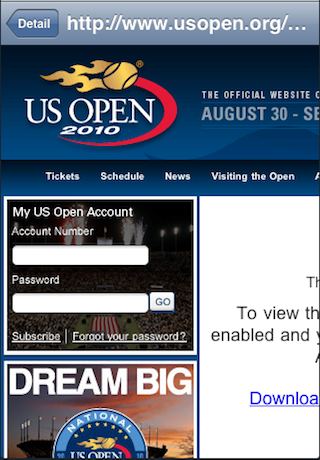 Detail
http://www.usopen.org/...
US OPEN
2010
®
THE OFFICIAL WEBSITE O
AUGUST 30 - SE
Tickets Schedule News Visiting the Open A
My US Open Account
Account Number
Password
GO
Subscribe | Forgot your password?
Th
To view th
enabled and y
A
Downloa
DREAM BIG
NATIONAL
20